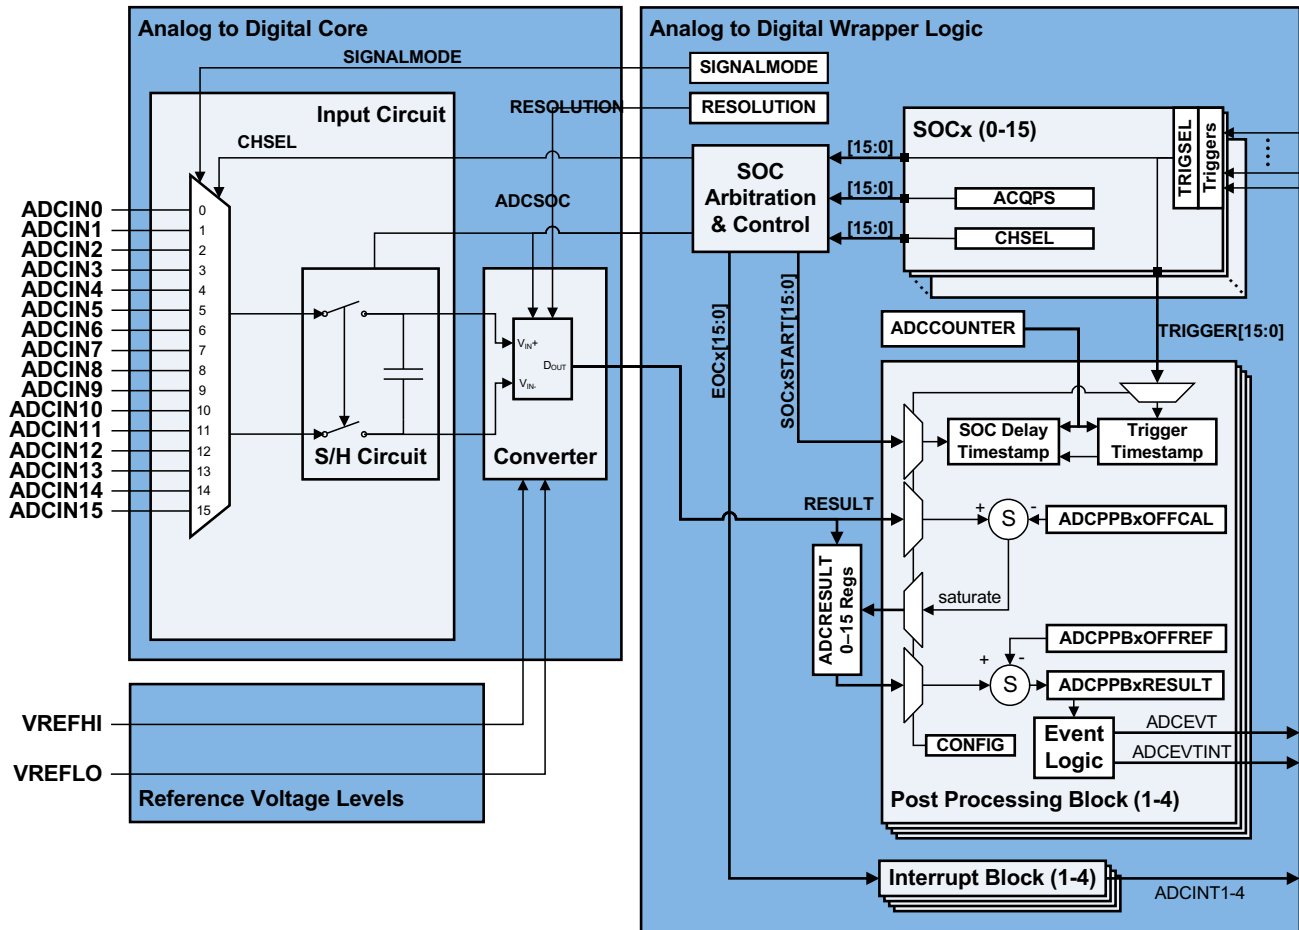 Analog to Digital Core
Analog to Digital Wrapper Logic
SIGNALMODE
SIGNALMODE
RESOLUTION
RESOLUTION
Input Circuit
CHSEL
ADCSOC
SOC
Arbitration
& Control
[15:0]
[15:0]
[15:0]
SOCx (0-15)
TRIGSEL
Triggers
ACQPS
CHSEL
ADCIN0
ADCIN1
ADCIN2
ADCIN3
ADCIN4
ADCIN5
ADCIN6
ADCIN7
ADCIN8
ADCIN9
ADCIN10
ADCIN11
ADCIN12
ADCIN13
ADCIN14
ADCIN15
0
1
2
3
4
5
6
7
8
9
10
11
12
13
14
15
S/H Circuit
VIN+
DOUT
VIN-
Converter
EOCx[15:0]
SOCxSTART[15:0]
ADCCOUNTER
TRIGGER[15:0]
SOC Delay
Timestamp
Trigger
Timestamp
RESULT
+
S
-
ADCPPBxOFFCAL
ADCRESULT
0–15 Regs
saturate
ADCPPBxOFFREF
+
-
S
ADCPPBxRESULT
CONFIG
Event
Logic
ADCEVT
ADCEVTINT
Post Processing Block (1-4)
VREFHI
VREFLO
Reference Voltage Levels
Interrupt Block (1-4)
ADCINT1-4